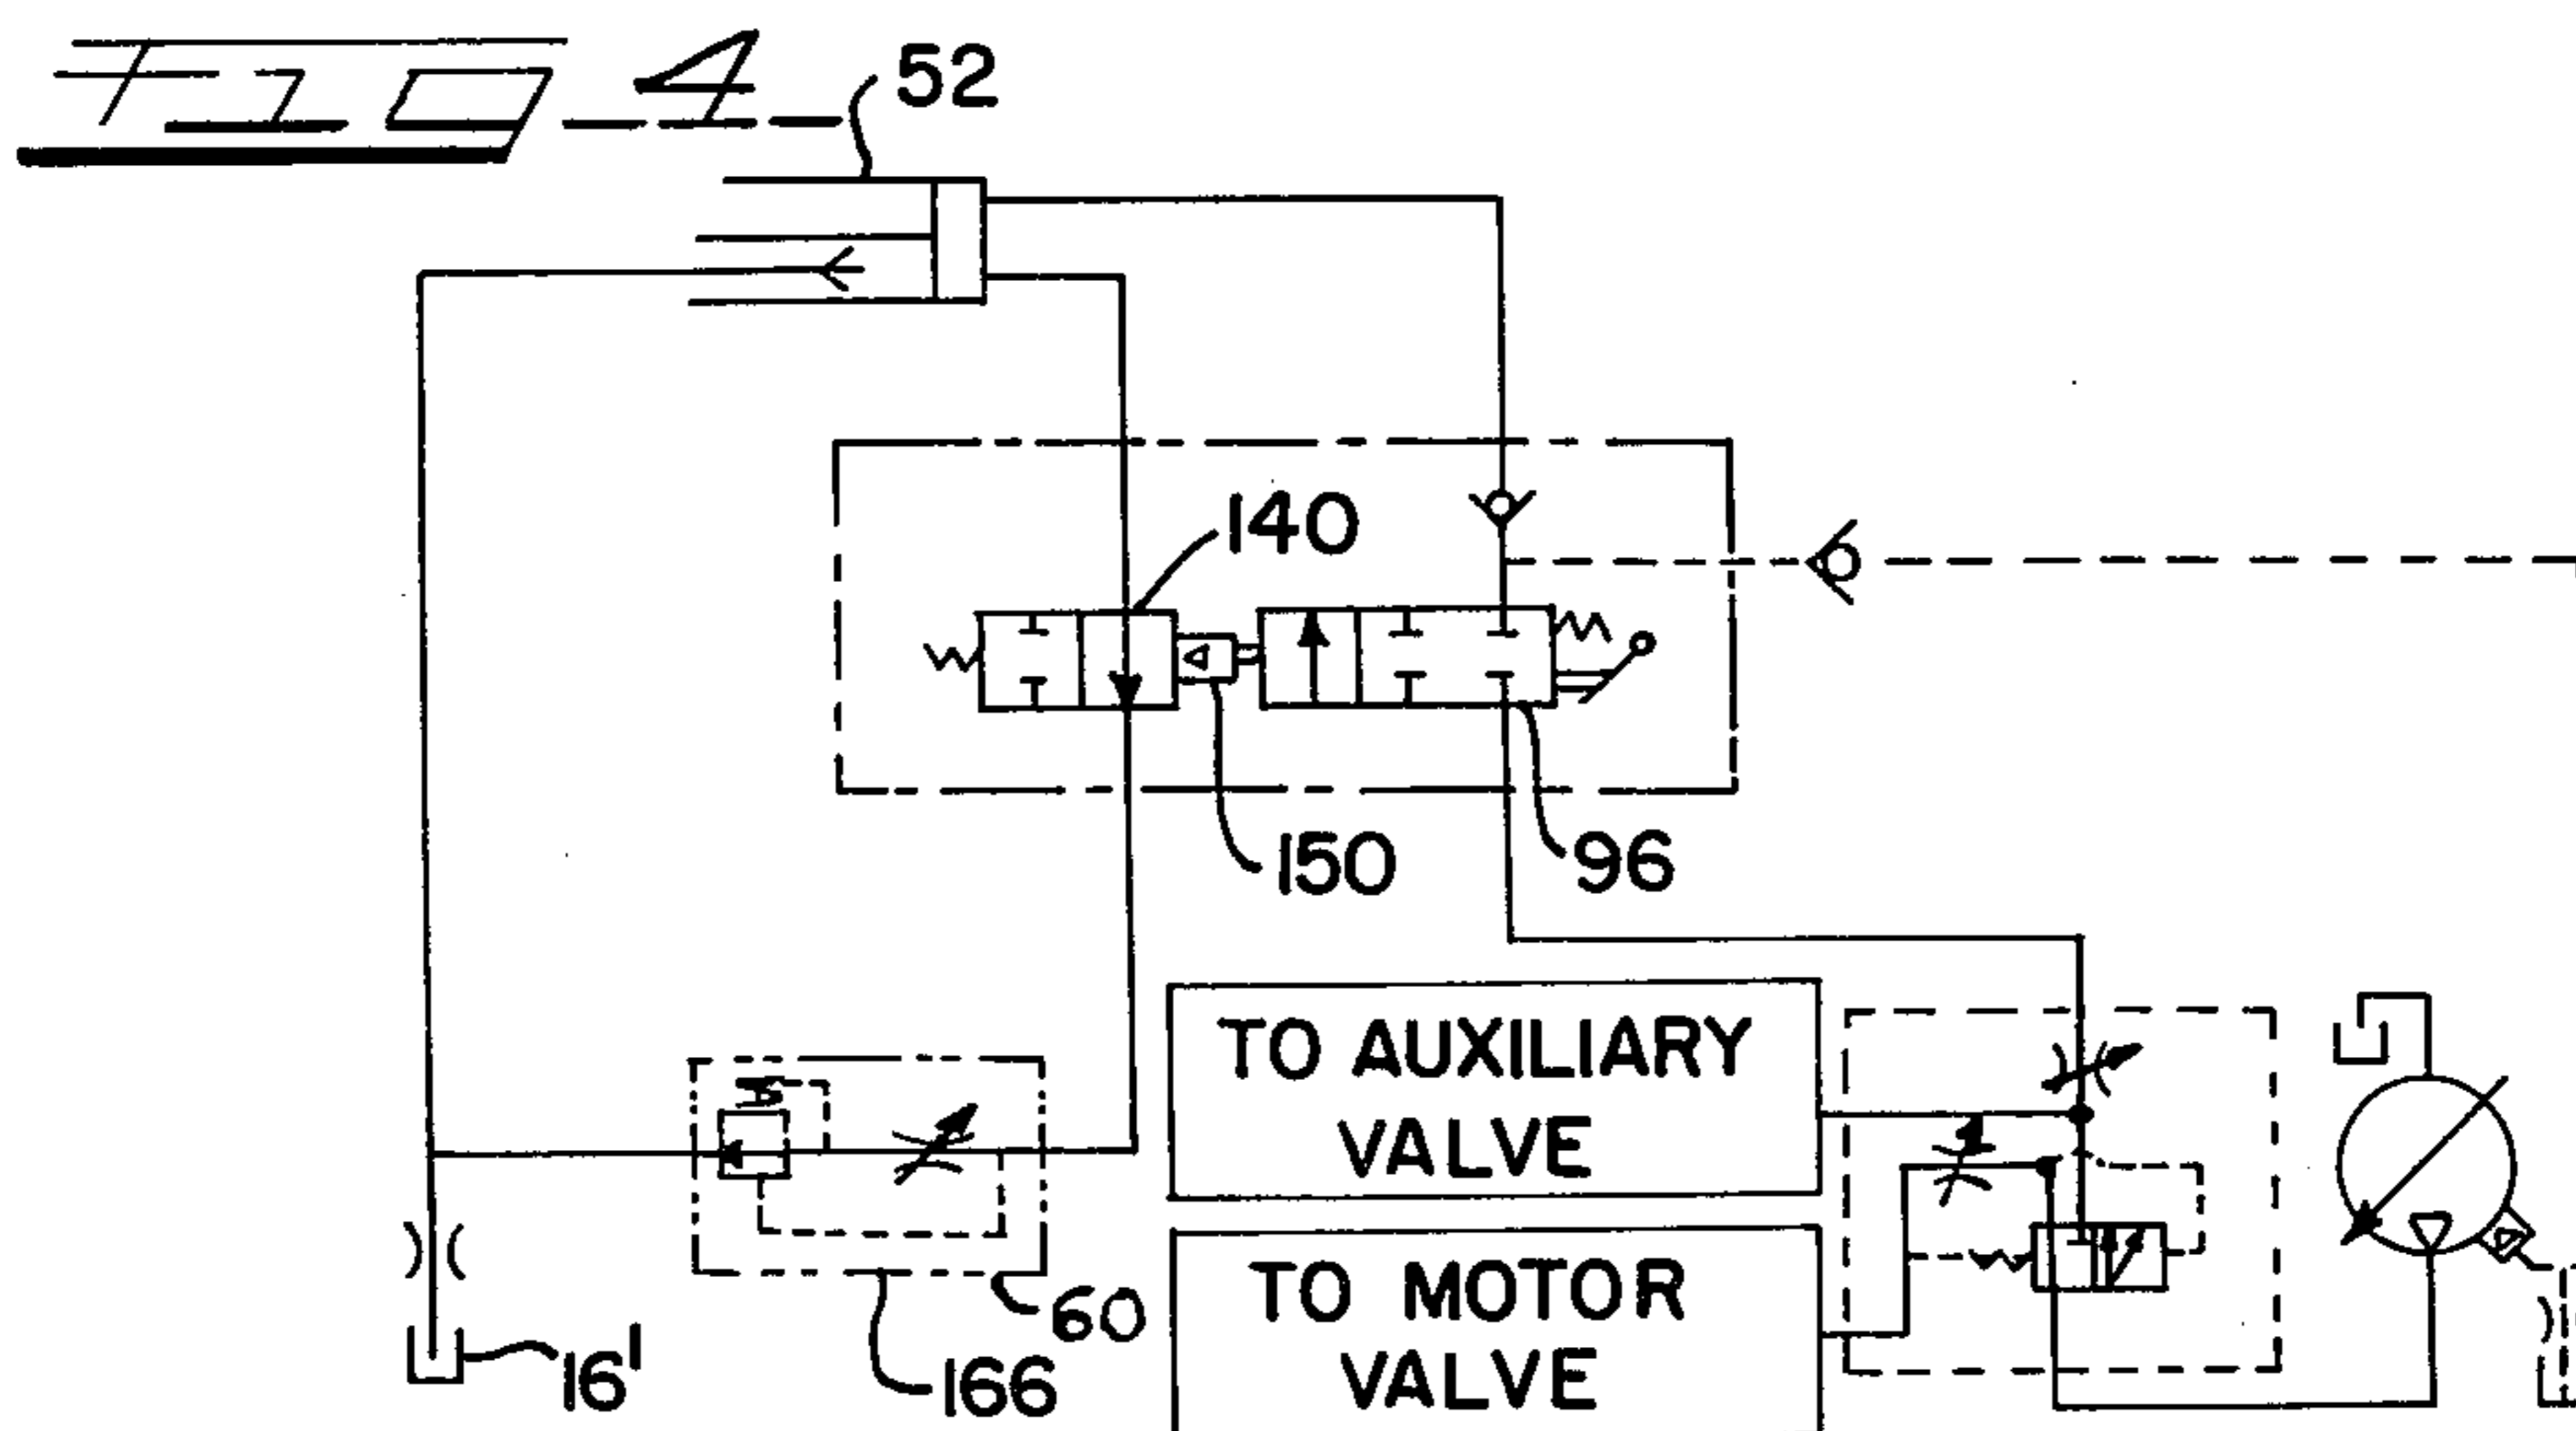 Fig-4-
52
140
150
96
TO AUXILIARY
VALVE
60
TO MOTOR
VALVE
166
16'